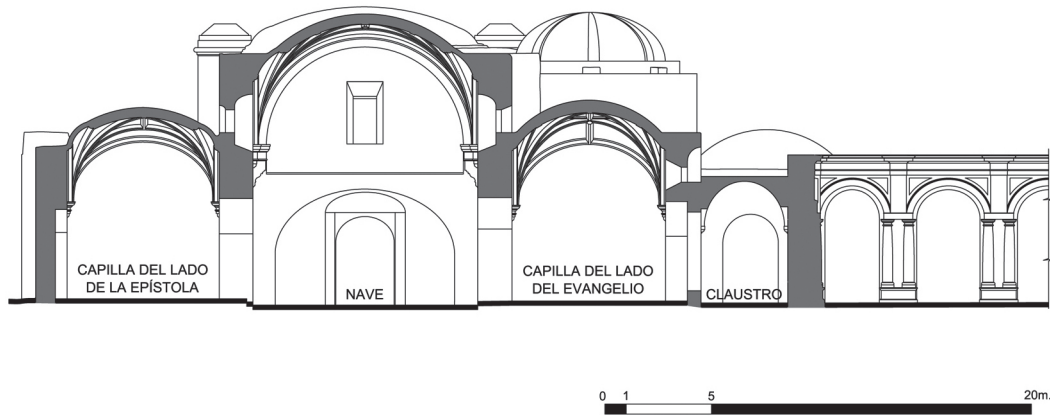 CAPILLA DEL LADO
DE LA EPÍSTOLA
NAVE
CAPILLA DEL LADO
DEL EVANGELIO
CLAUSTRO
0 1 5 20m.